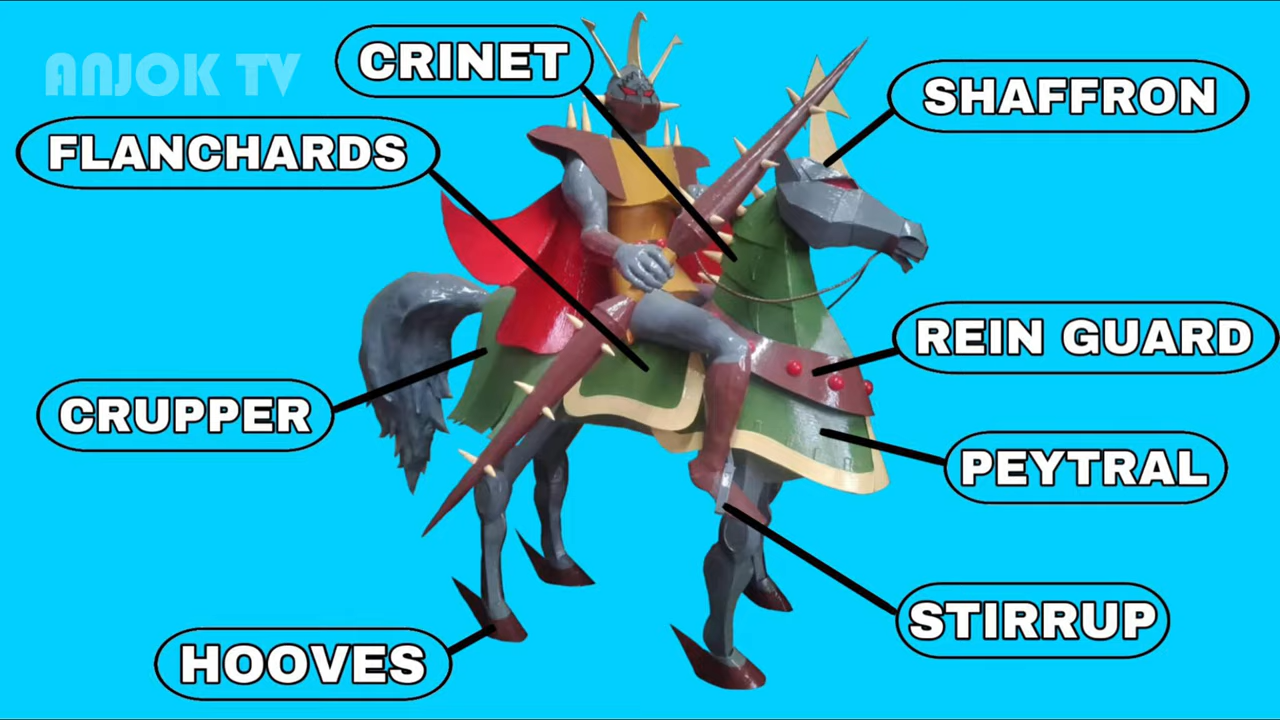 ANJOK TV
CRINET
SHAFFRON
FLANCHARDS
REIN GUARD
CRUPPER
PEYTRAL
STIRRUP
HOOVES